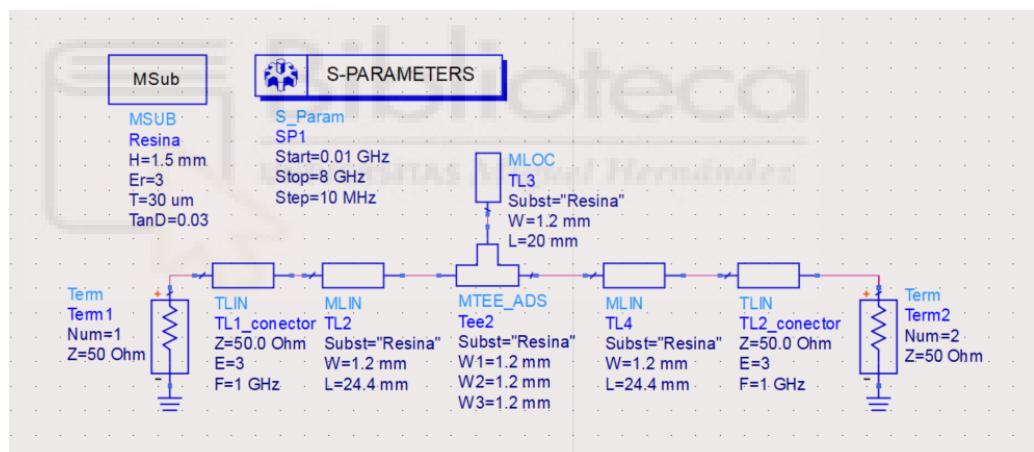 Biblioteca
UNIVERSITAS Miguel Hernández
MSub
MSUB
Resina
H=1.5 mm
Er=3
T=30 um
TanD=0.03
S-PARAMETERS
S_Param
SP1
Start=0.01 GHz
Stop=8 GHz
Step=10 MHz
MLOC
TL3
Subst="Resina"
W=1.2 mm
L=20 mm
Term
Term1
Num=1
Z=50 Ohm
+
-
TLIN
TL1_conector
Z=50.0 Ohm
E=3
F=1 GHz
MLIN
TL2
Subst="Resina"
W=1.2 mm
L=24.4 mm
MTEE_ADS
Tee2
Subst="Resina"
W1=1.2 mm
W2=1.2 mm
W3=1.2 mm
MLIN
TL4
Subst="Resina"
W=1.2 mm
L=24.4 mm
TLIN
TL2_conector
Z=50.0 Ohm
E=3
F=1 GHz
+
-
Term
Term2
Num=2
Z=50 Ohm